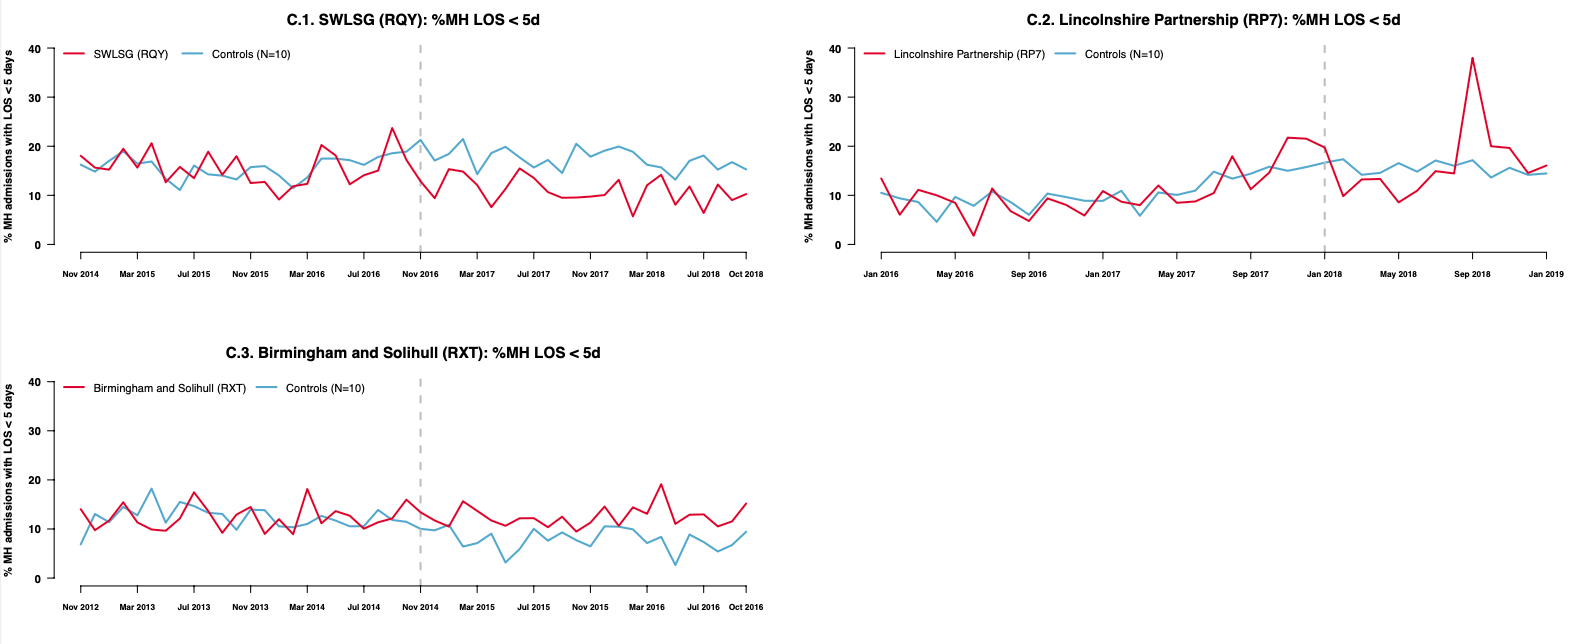 C.1. SWLSG (RQY): %MH LOS < 5d
% MH admissions with LOS < 5 days
SWLSG (RQY) Controls (N=10)
40
30
20
10
0
Nov 2014 Mar 2015 Jul 2015 Nov 2015 Mar 2016 Jul 2016 Nov 2016 Mar 2017 Jul 2017 Nov 2017 Mar 2018 Jul 2018 Oct 2018
C.2. Lincolnshire Partnership (RP7): %MH LOS < 5d
% MH admissions with LOS < 5 days
Lincolnshire Partnership (RP7) Controls (N=10)
40
30
20
10
0
Jan 2016 May 2016 Sep 2016 Jan 2017 May 2017 Sep 2017 Jan 2018 May 2018 Sep 2018 Jan 2019
C.3. Birmingham and Solihull (RXT): %MH LOS < 5d
% MH admissions with LOS < 5 days
Birmingham and Solihull (RXT) Controls (N=10)
40
30
20
10
0
Nov 2012 Mar 2013 Jul 2013 Nov 2013 Mar 2014 Jul 2014 Nov 2014 Mar 2015 Jul 2015 Nov 2015 Mar 2016 Jul 2016 Oct 2016